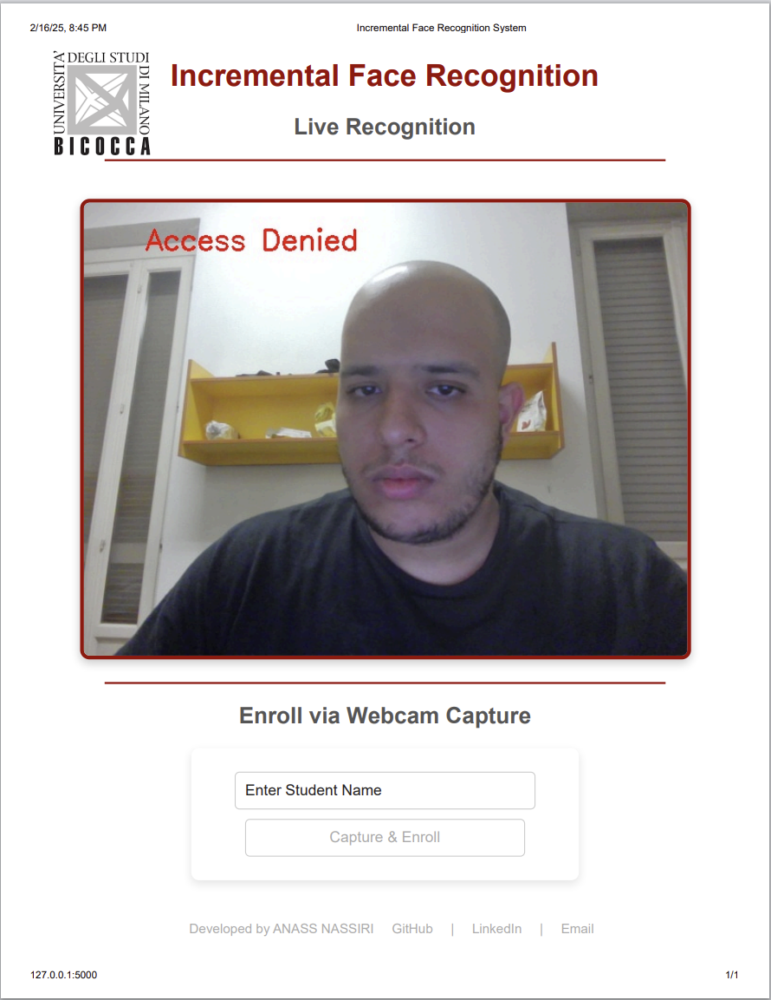 2/16/25, 8:45 PM
Incremental Face Recognition System
UNIVERSITA'
DEGLI STUDI
DI MILANO
BICOCCA
Incremental Face Recognition
Live Recognition
Access Denied
Enroll via Webcam Capture
Enter Student Name
Capture & Enroll
Developed by ANASS NASSIRI GitHub | LinkedIn | Email
127.0.0.1:5000
1/1